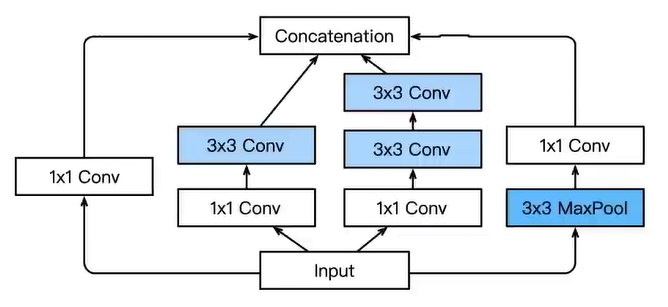 Concatenation
3x3 Conv
3x3 Conv
3x3 Conv
1x1 Conv
1x1 Conv
1x1 Conv
1x1 Conv
3x3 MaxPool
Input